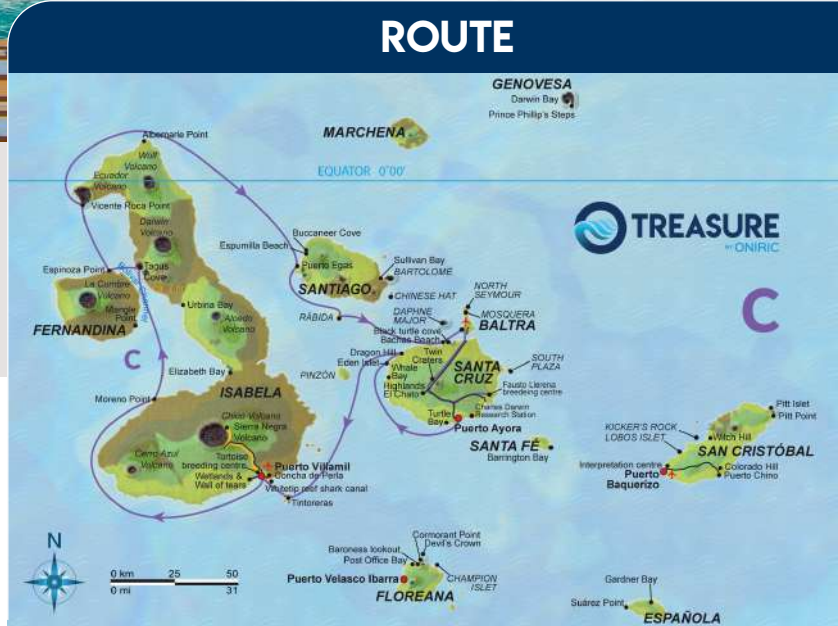 ROUTE
GENOVESA
Darwin Bay
Prince Phillip's Steps
MARCHENA
Albemarle Point
Wolf
Volcano
Ecuador
Volcano
EQUATOR 0°00'
Vicente Roca Point
Darwin
Volcano
TREASURE
BY ONIRIC
C
Buccaneer Cove
Espumilla Beach
Puerto Egas
Sullivan Bay
BARTOLOMÉ
SANTIAGO
CHINESE HAT
Espinoza Point
Tagus
Cove
La Cumbre
Volcano
Mangle
Point
FERNANDINA
Urbina Bay
Alcedo
Volcano
RÁBIDA
NORTH
SEYMOUR
DAPHNE
MAJOR
MOSQUERA
BALTRA
Black turtle cove
Bachas Beach
Dragon Hill
Eden Islet
Whale
Bay
Twin
Craters
SANTA
CRUZ
SOUTH
PLAZA
Highlands
El Chato
Fausto Llerena
breedeing centre
Charles Darwin
Research Station
Turtle
Bay
Puerto Ayora
PINZÓN
C
Elizabeth Bay
ISABELA
Moreno Point
Chico Volcano
Sierra Negra
Volcano
Cerro Azul
Volcano
Tortoise
breeding centre
Puerto Villamil
Concha de Perla
Wetlands &
Wall of tears
Whitetip reef shark canal
Tintoreras
SANTA FÉ
Barrington Bay
Pitt Islet
Pitt Point
KICKER'S ROCK
LOBOS ISLET
Witch Hill
SAN CRISTÓBAL
Interpretation centre
Puerto
Baquerizo
Colorado Hill
Puerto Chino
Cormorant Point
Devil's Crown
Baroness lookout
Post Office Bay
Puerto Velasco Ibarra
CHAMPION
ISLET
FLOREANA
Gardner Bay
Suárez Point
ESPAÑOLA
N
0 km 25 50
0 mi 31